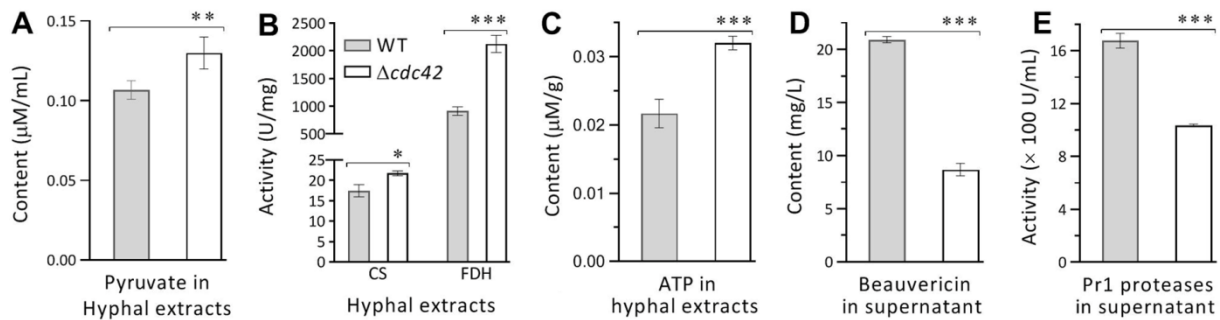 A
Content (μM/mL)
0.15
0.10
0.05
0.00
**
Pyruvate in
Hyphal extracts
B
Activity (U/mg)
2500
2000
1500
1000
500
25
20
15
10
5
0
WT
Δcdc42
***
*
CS
FDH
Hyphal extracts
C
Content (μM/g)
0.03
0.02
0.01
0.00
***
ATP in
hyphal extracts
D
Content (mg/L)
20
15
10
5
0
***
Beauvericin
in supernatant
E
Activity (× 100 U/mL)
16
12
8
4
0
***
Pr1 proteases
in supernatant